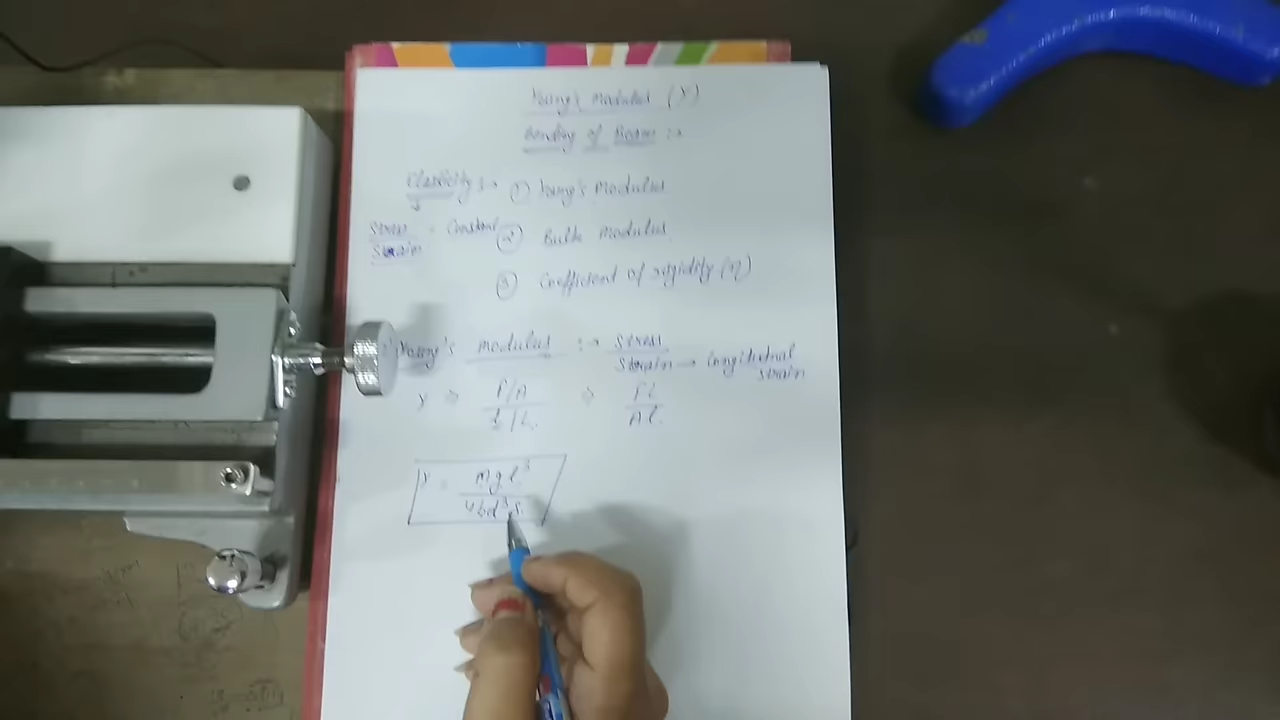 Young's Modulus (Y)
Bending of Beam :→
Elasticity :→ ① Young's Modulus
Stress / Strain = Constant
② Bulk Modulus
③ Coefficient of rigidity (η)
Young's modulus :→ Stress / Strain → Longitudinal strain
Y ⇒ F/A / l/L ⇒ FL / Al
Y = mgl³ / 4bd³δ